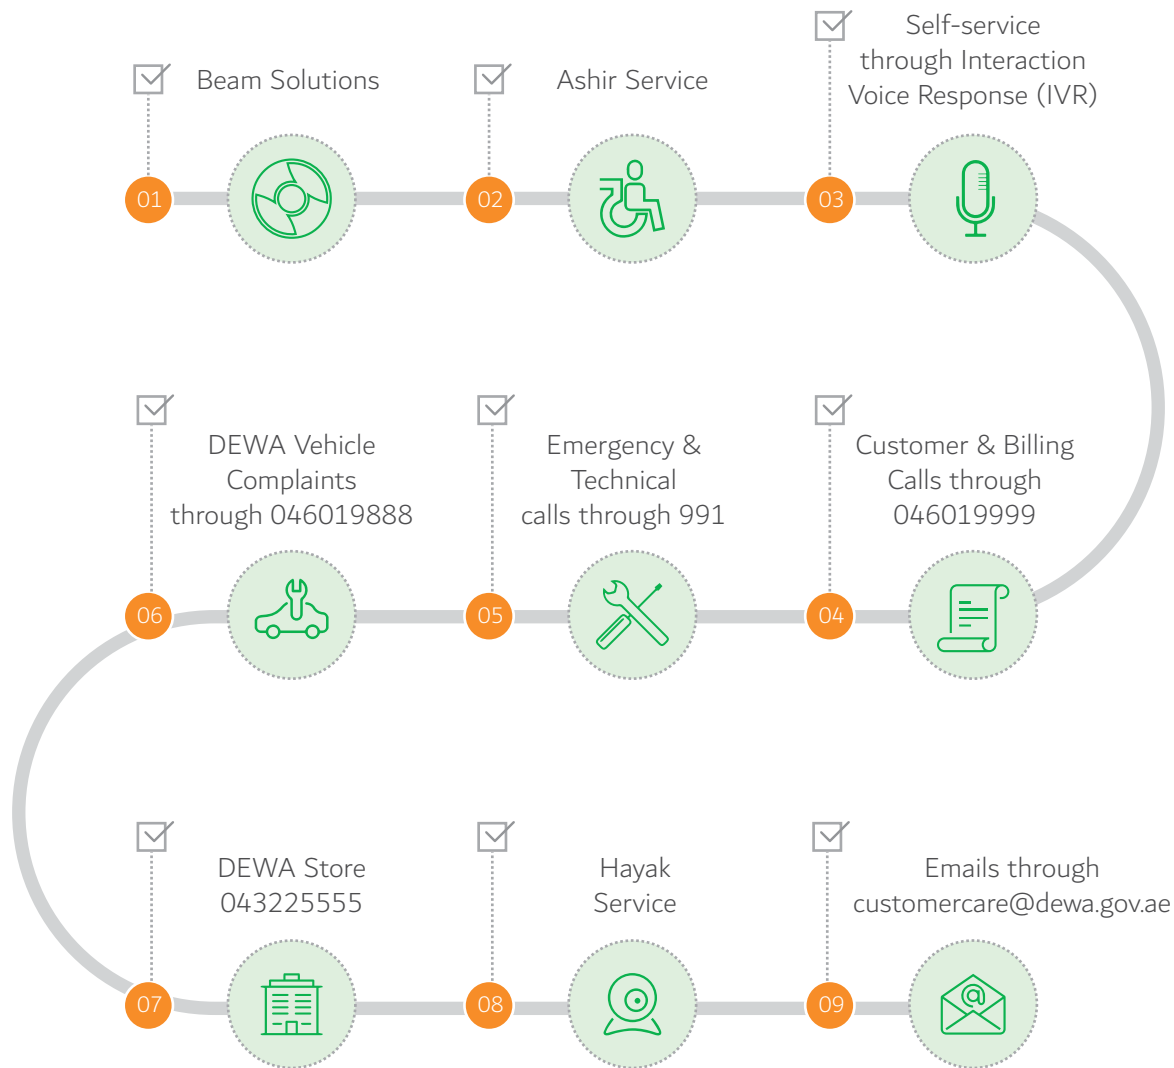 Beam Solutions
01
Ashir Service
02
Self-service
through Interaction
Voice Response (IVR)
03
Customer & Billing
Calls through
046019999
04
Emergency &
Technical
calls through 991
05
DEWA Vehicle
Complaints
through 046019888
06
DEWA Store
043225555
07
Hayak
Service
08
Emails through
customercare@dewa.gov.ae
09
@